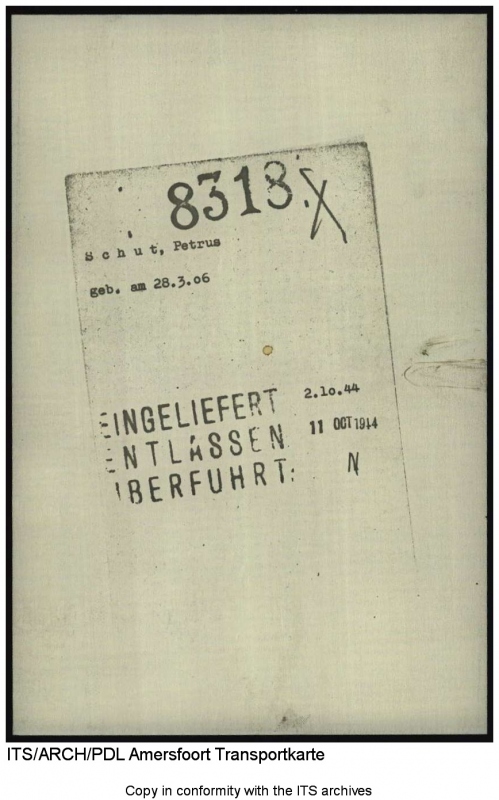 8318.X
Schut, Petrus
geb. am 28.3.06
EINGELIEFERT 2.10.44
ENTLASSEN 11 OCT 1944
ÜBERFUHRT: N
ITS/ARCH/PDL Amersfoort Transportkarte
Copy in conformity with the ITS archives